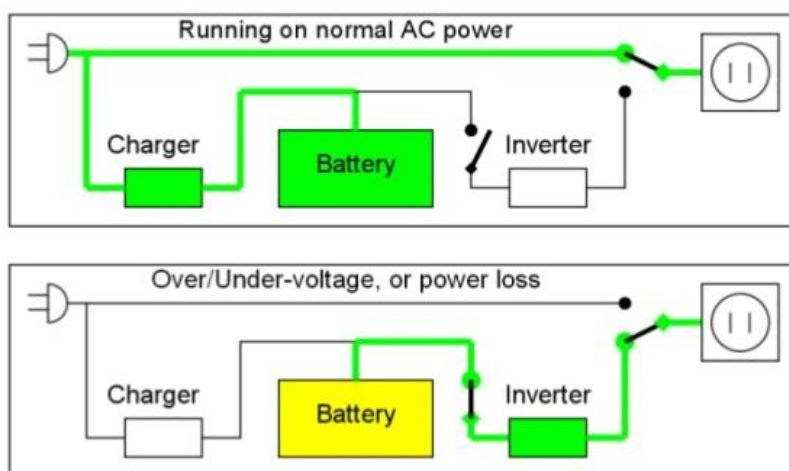 Running on normal AC power
Charger
Battery
Inverter
Over/Under-voltage, or power loss
Charger
Battery
Inverter